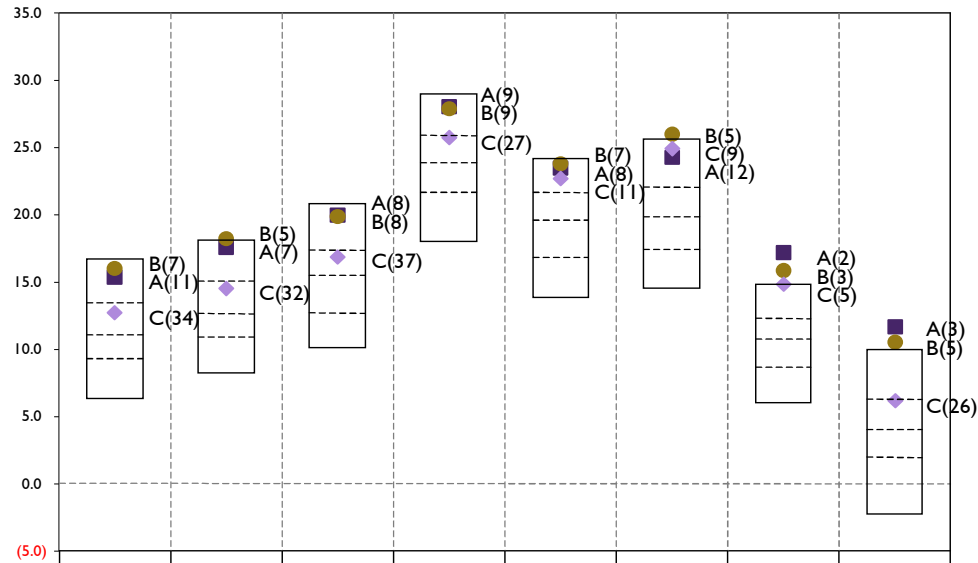 35.0
30.0
25.0
20.0
15.0
10.0
5.0
0.0
(5.0)
B(7)
A(11)
C(34)
B(5)
A(7)
C(32)
A(8)
B(8)
C(37)
A(9)
B(9)
C(27)
B(7)
A(8)
C(11)
B(5)
C(9)
A(12)
A(2)
B(3)
C(5)
A(3)
B(5)
C(26)